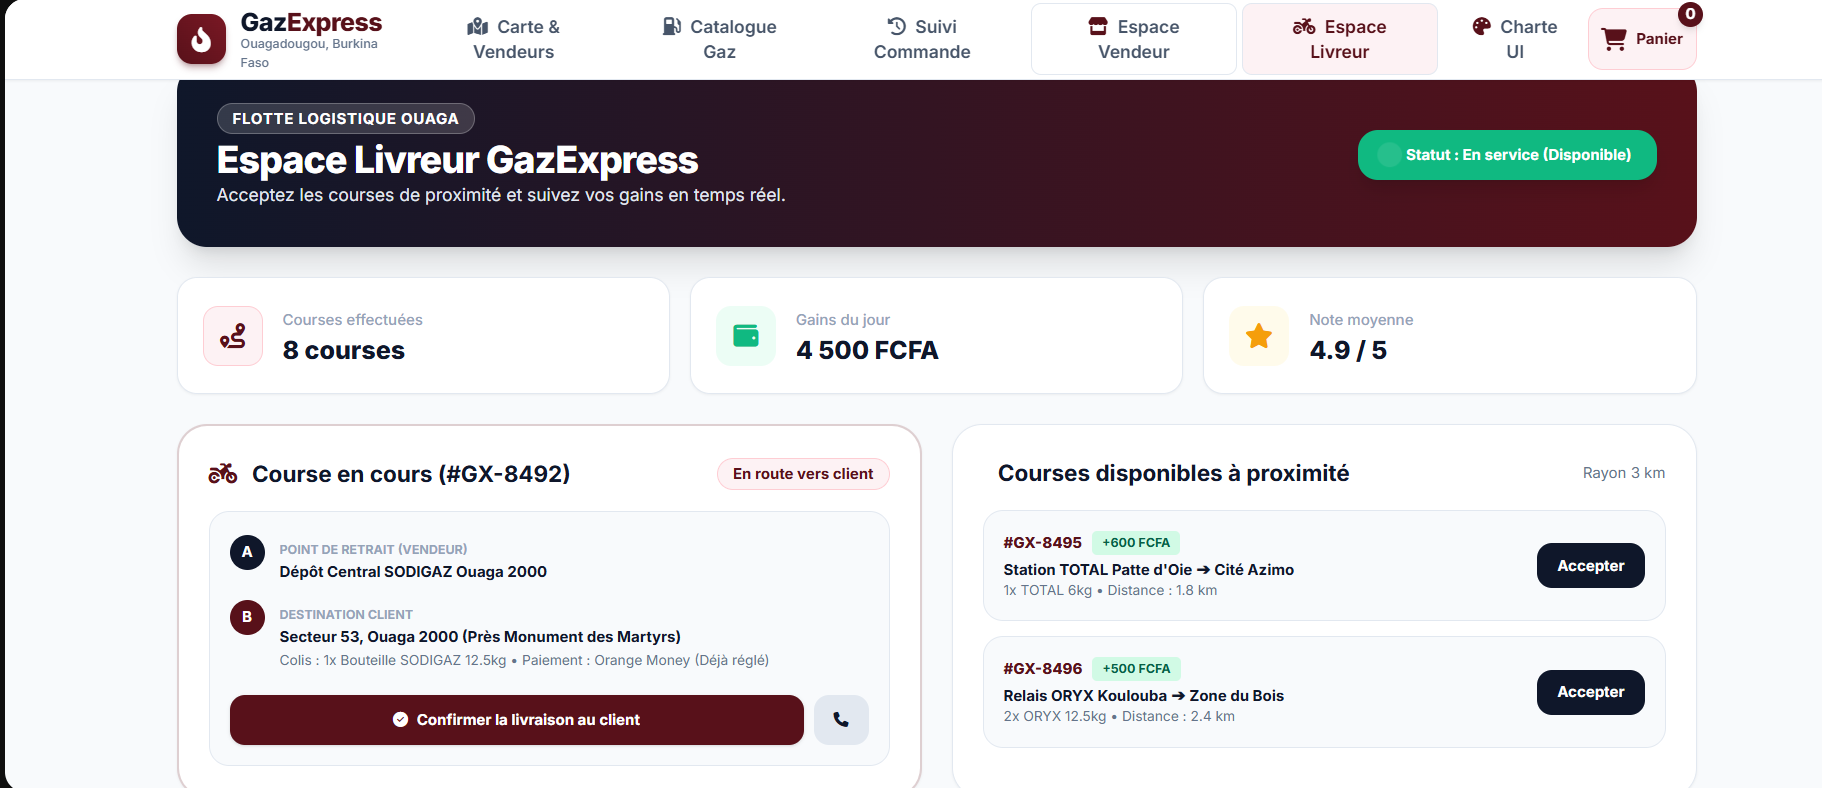 GazExpress
Ouagadougou, Burkina
Faso
Carte &
Vendeurs
Catalogue
Gaz
Suivi
Commande
Espace
Vendeur
Espace
Livreur
Charte
UI
Panier
0
FLOTTE LOGISTIQUE OUAGA
Espace Livreur GazExpress
Acceptez les courses de proximité et suivez vos gains en temps réel.
Statut : En service (Disponible)
Courses effectuées
8 courses
Gains du jour
4 500 FCFA
Note moyenne
4.9 / 5
Course en cours (#GX-8492)
En route vers client
A
POINT DE RETRAIT (VENDEUR)
Dépôt Central SODIGAZ Ouaga 2000
B
DESTINATION CLIENT
Secteur 53, Ouaga 2000 (Près Monument des Martyrs)
Colis : 1x Bouteille SODIGAZ 12.5kg • Paiement : Orange Money (Déjà réglé)
Confirmer la livraison au client
Courses disponibles à proximité
Rayon 3 km
#GX-8495 +600 FCFA
Station TOTAL Patte d'Oie ➔ Cité Azimo
1x TOTAL 6kg • Distance : 1.8 km
Accepter
#GX-8496 +500 FCFA
Relais ORYX Koulouba ➔ Zone du Bois
2x ORYX 12.5kg • Distance : 2.4 km
Accepter